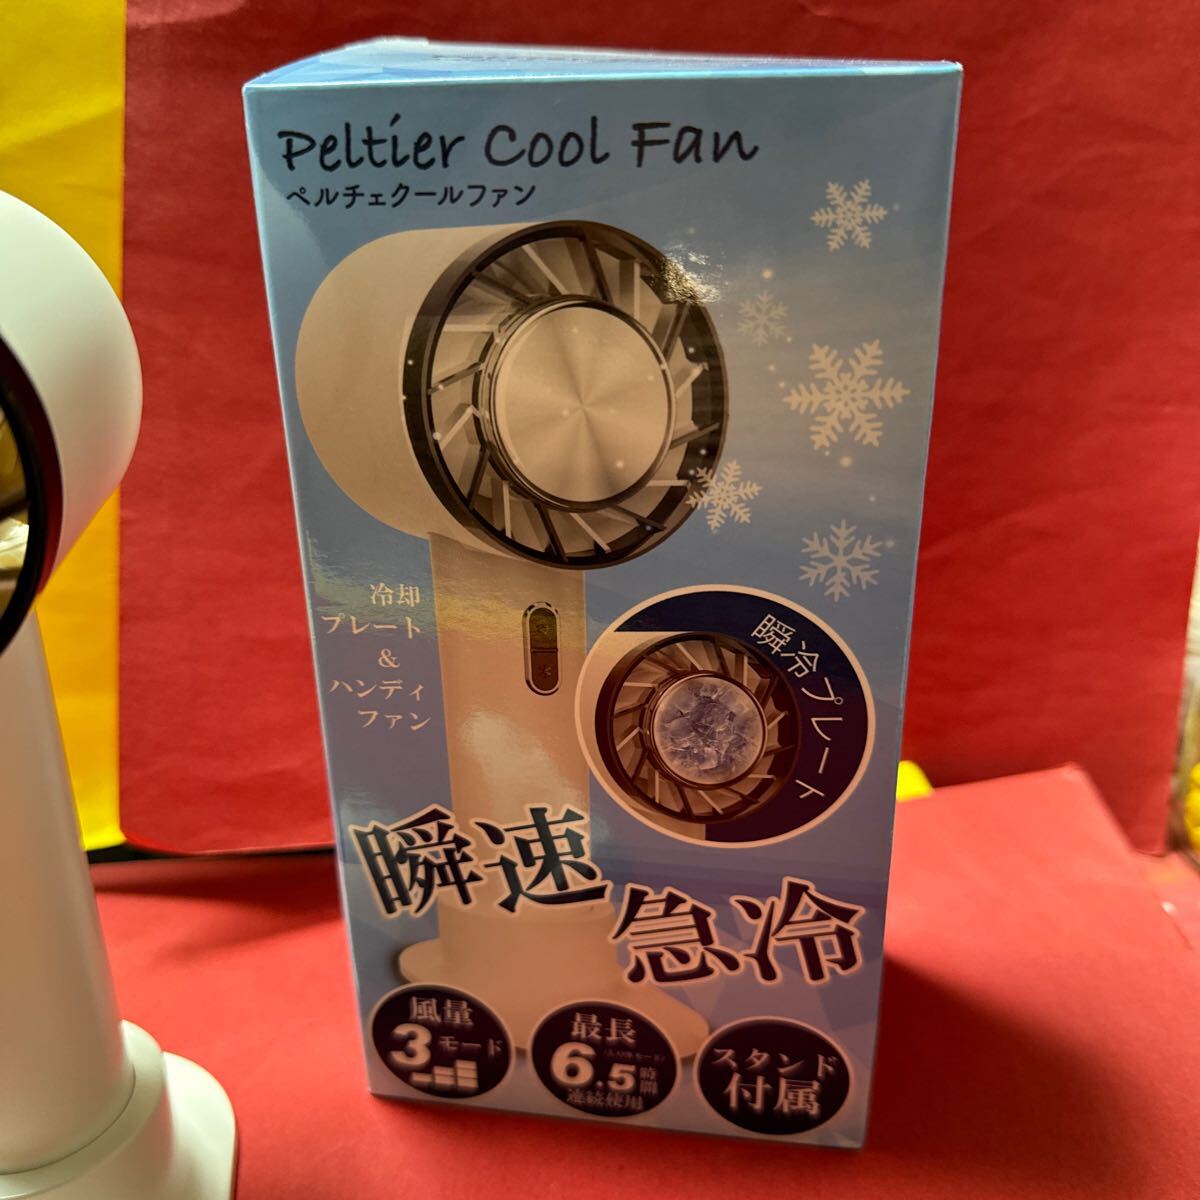 Peltier Cool Fan
ペルチェクールファン
冷却
プレート
&
ハンディ
ファン
瞬冷プレート
瞬速
急冷
風量
3モード
最長
6.5時間
連続使用
スタンド
付属